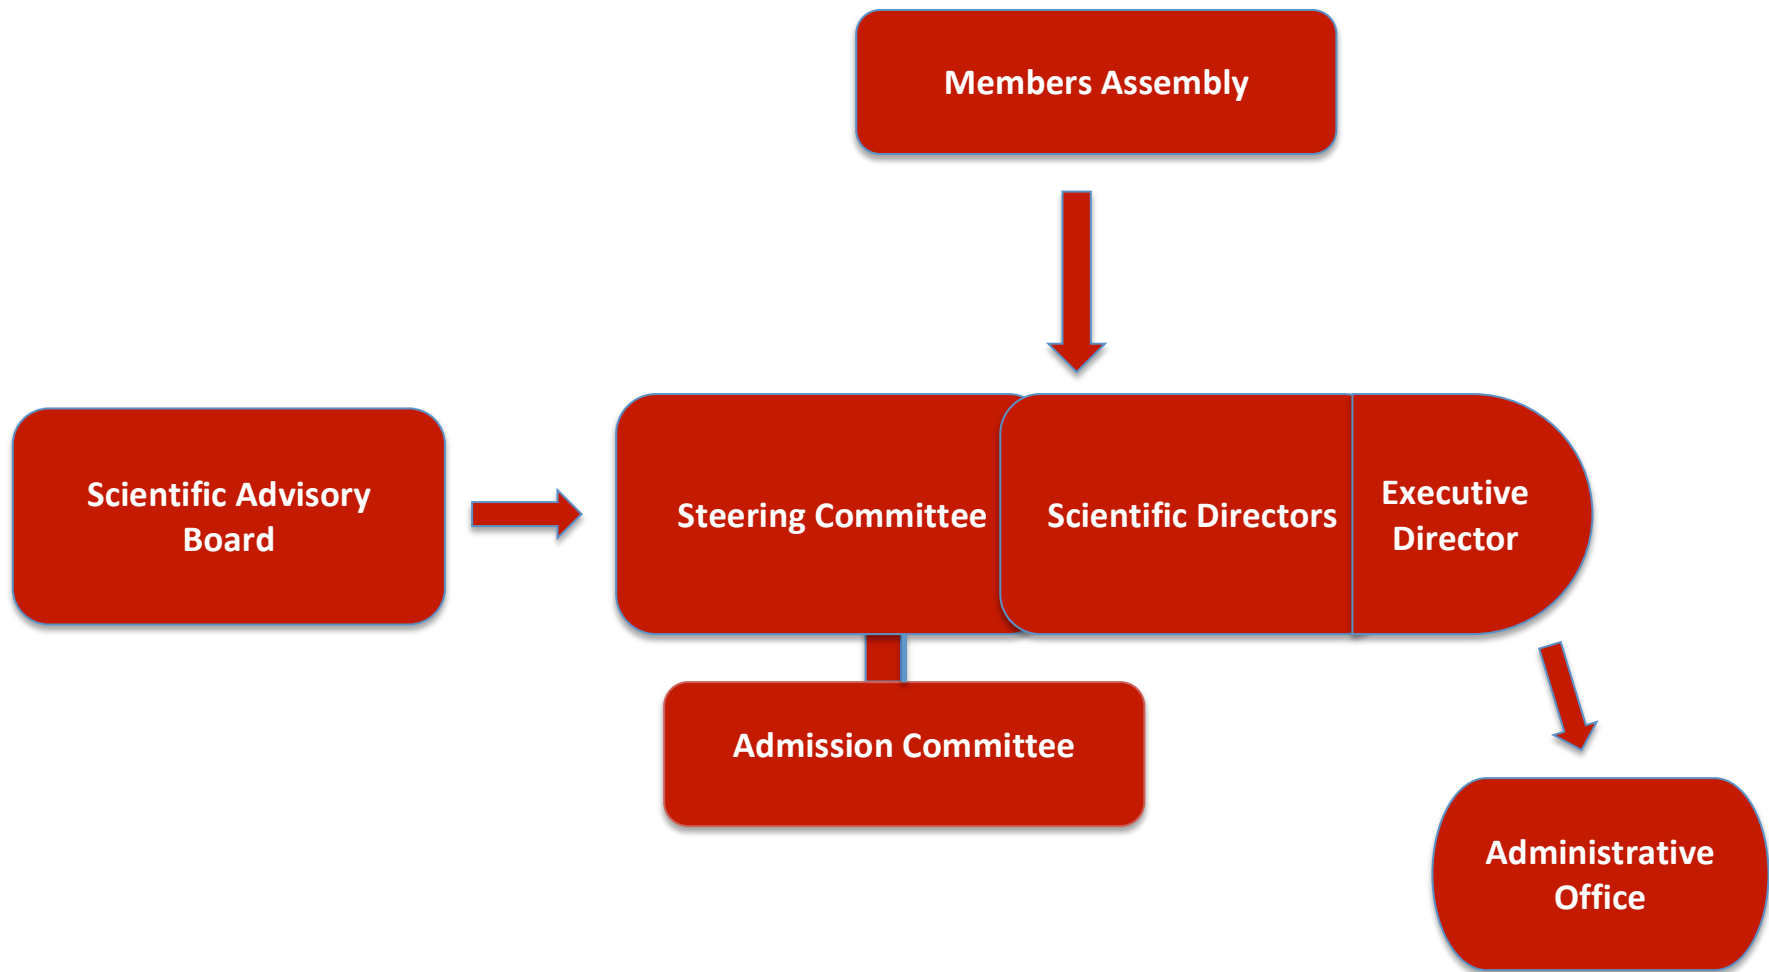 Members Assembly
Scientific Advisory
Board
Steering Committee
Scientific Directors
Executive
Director
Admission Committee
Administrative
Office